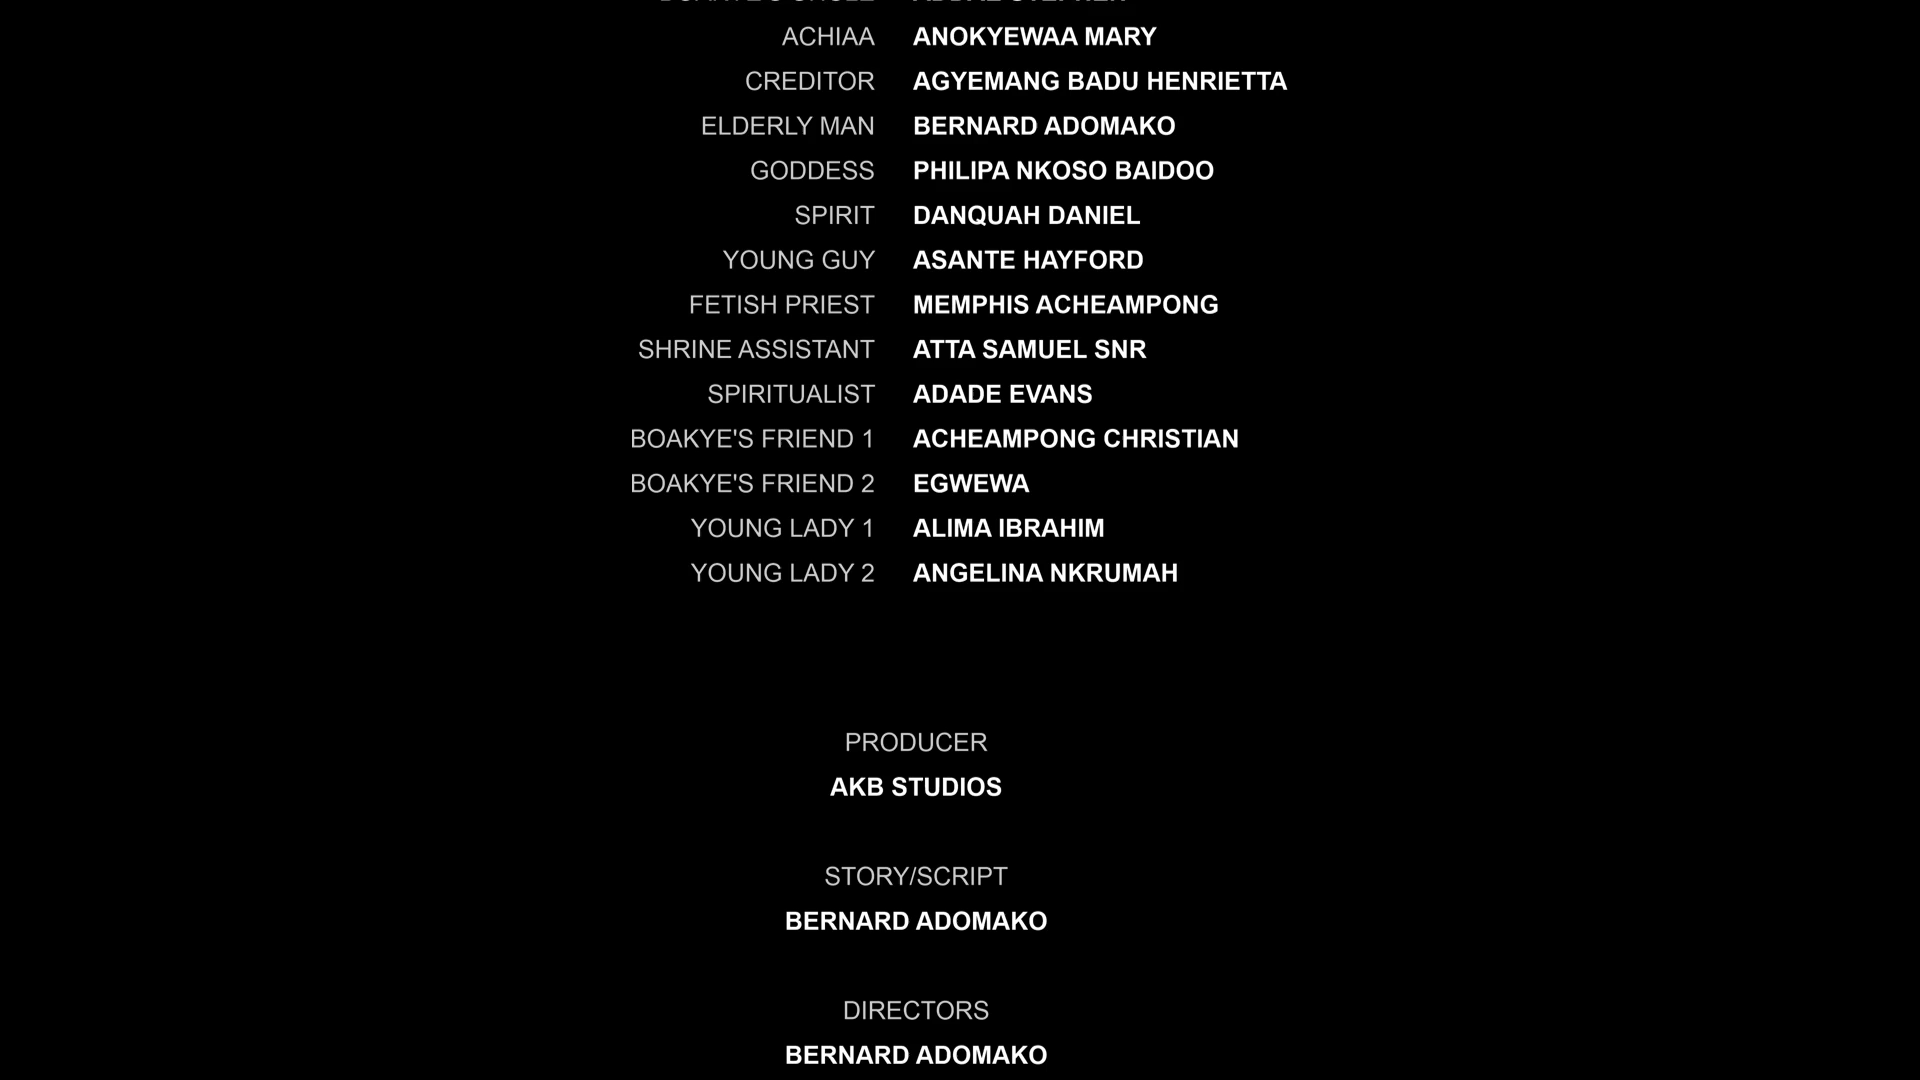 ACHIAA ANOKYEWAA MARY
CREDITOR AGYEMANG BADU HENRIETTA
ELDERLY MAN BERNARD ADOMAKO
GODDESS PHILIPA NKOSO BAIDOO
SPIRIT DANQUAH DANIEL
YOUNG GUY ASANTE HAYFORD
FETISH PRIEST MEMPHIS ACHEAMPONG
SHRINE ASSISTANT ATTA SAMUEL SNR
SPIRITUALIST ADADE EVANS
BOAKYE'S FRIEND 1 ACHEAMPONG CHRISTIAN
BOAKYE'S FRIEND 2 EGWEWA
YOUNG LADY 1 ALIMA IBRAHIM
YOUNG LADY 2 ANGELINA NKRUMAH
PRODUCER
AKB STUDIOS
STORY/SCRIPT
BERNARD ADOMAKO
DIRECTORS
BERNARD ADOMAKO